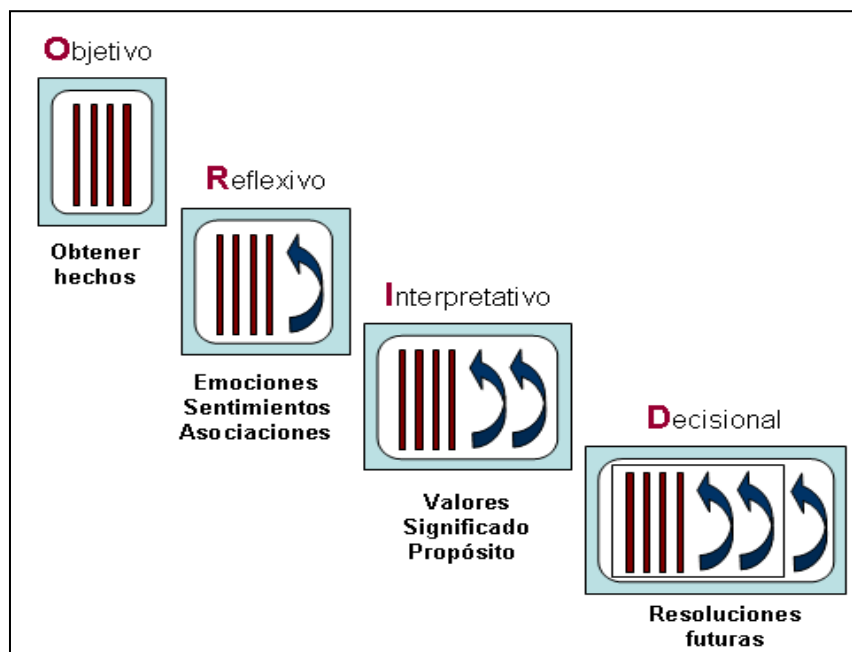 Objetivo
Obtener
hechos
Reflexivo
Emociones
Sentimientos
Asociaciones
Interpretativo
Valores
Significado
Propósito
Decisional
Resoluciones
futuras